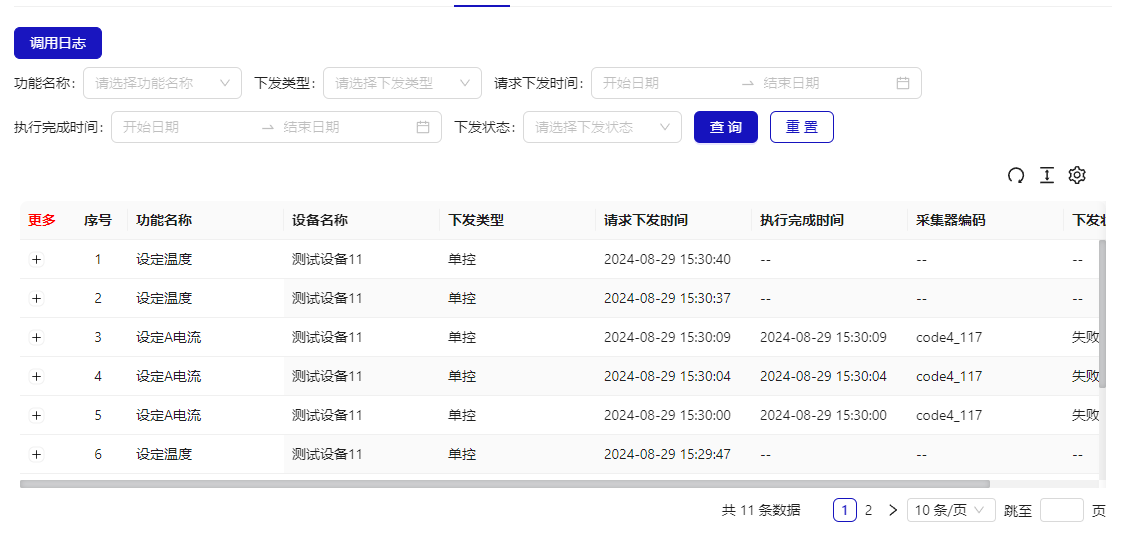 调用日志
功能名称: 请选择功能名称 下发类型: 请选择下发类型 请求下发时间: 开始日期 结束日期
执行完成时间: 开始日期 结束日期 下发状态: 请选择下发状态 查 询 重 置
更多 序号 功能名称 设备名称 下发类型 请求下发时间 执行完成时间 采集器编码 下发
1 设定温度 测试设备11 单控 2024-08-29 15:30:40 -- -- --
2 设定温度 测试设备11 单控 2024-08-29 15:30:37 -- -- --
3 设定A电流 测试设备11 单控 2024-08-29 15:30:09 2024-08-29 15:30:09 code4_117 失败
4 设定A电流 测试设备11 单控 2024-08-29 15:30:04 2024-08-29 15:30:04 code4_117 失败
5 设定A电流 测试设备11 单控 2024-08-29 15:30:00 2024-08-29 15:30:00 code4_117 失败
6 设定温度 测试设备11 单控 2024-08-29 15:29:47 -- -- --
共 11 条数据 1 2 10 条/页 跳至 页